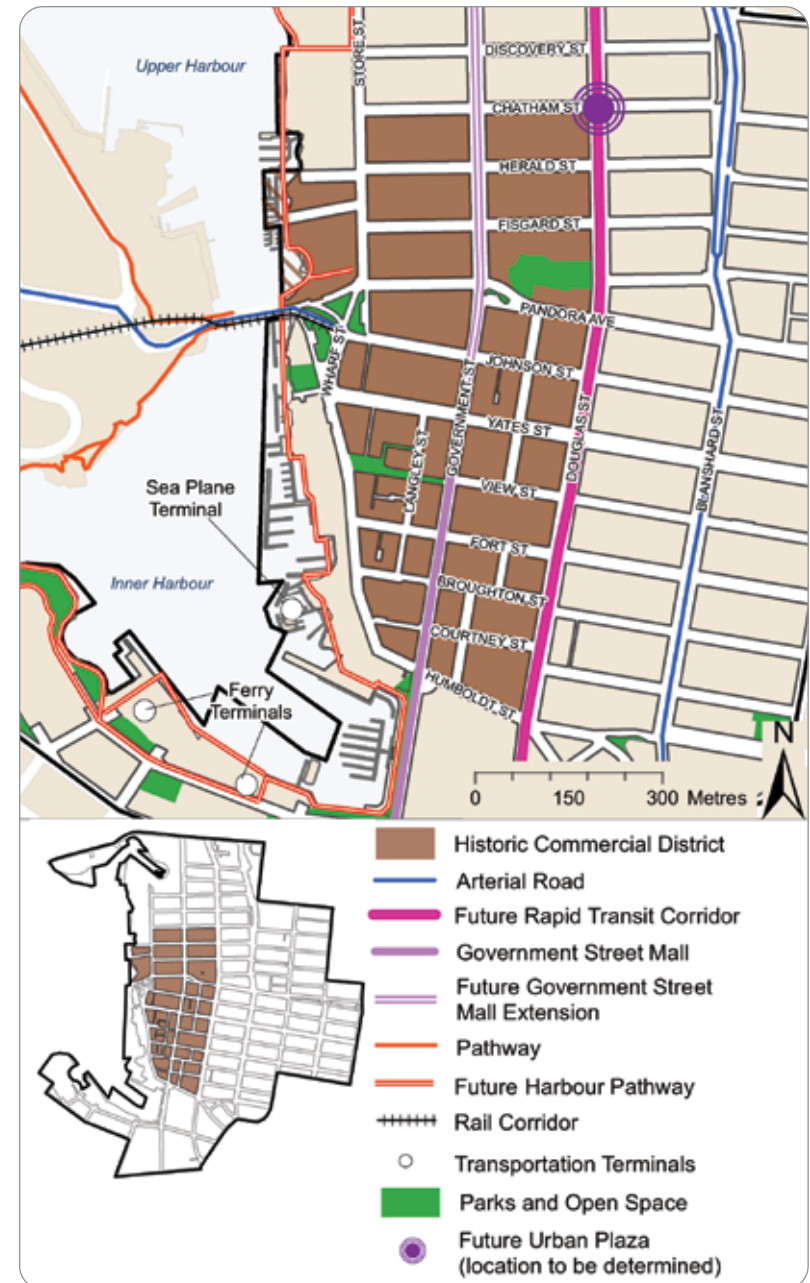 Upper Harbour
STORE ST
DISCOVERY ST
CHATHAM ST
HERALD ST
FISGARD ST
PANDORA AVE
WHARF ST
JOHNSON ST
GOVERNMENT ST
YATES ST
DOUGLAS ST
LANGLEY ST
BLANSHARD ST
Sea Plane
Terminal
VIEW ST
FORT ST
Inner Harbour
BROUGHTON ST
COURTNEY ST
HUMBOLDT ST
Ferry
Terminals
N
0 150 300 Metres
Historic Commercial District
Arterial Road
Future Rapid Transit Corridor
Government Street Mall
Future Government Street
Mall Extension
Pathway
Future Harbour Pathway
Rail Corridor
Transportation Terminals
Parks and Open Space
Future Urban Plaza
(location to be determined)